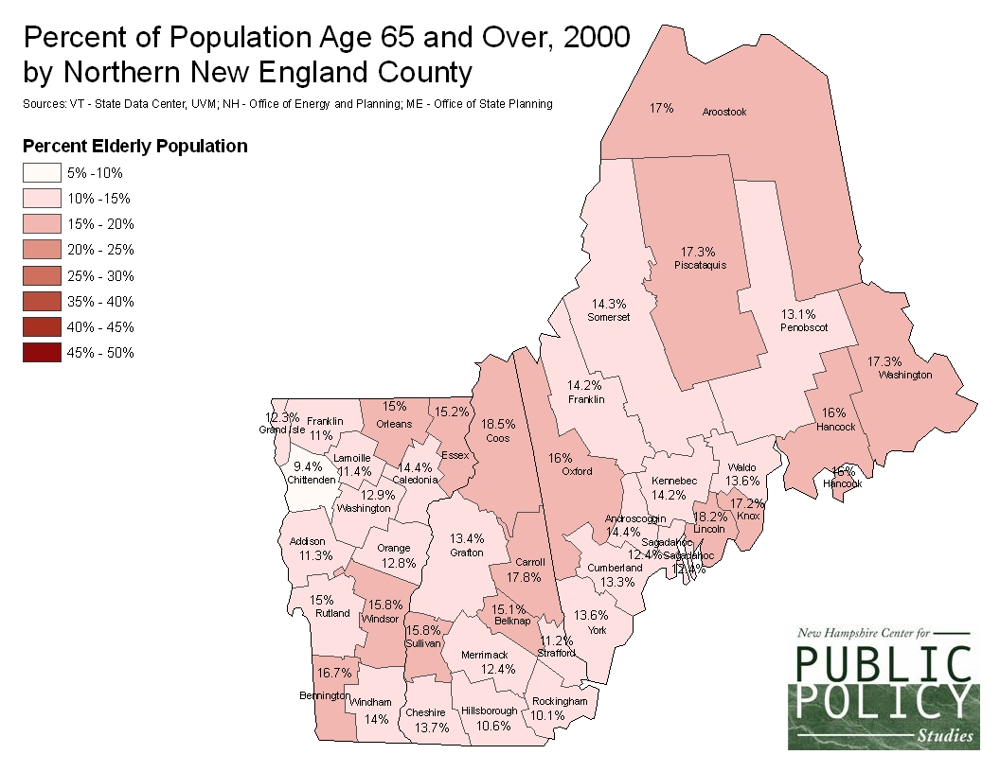 Percent of Population Age 65 and Over, 2000
by Northern New England County
Sources: VT - State Data Center, UVM; NH - Office of Energy and Planning; ME - Office of State Planning
Percent Elderly Population
5% -10%
10% -15%
15% - 20%
20% - 25%
25% - 30%
35% - 40%
40% - 45%
45% - 50%
17%
Aroostook
17.3%
Piscataquis
14.3%
Somerset
13.1%
Penobscot
17.3%
Washington
14.2%
Franklin
16%
Hancock
16%
Hancock
12.3%
Grand Isle
Franklin
11%
15%
Orleans
15.2%
Essex
18.5%
Coos
16%
Oxford
9.4%
Chittenden
Lamoille
11.4%
14.4%
Caledonia
12.9%
Washington
Kennebec
14.2%
Waldo
13.6%
17.2%
Knox
18.2%
Lincoln
Androscoggin
14.4%
Sagadahoc
12.4%
Sagadahoc
12.4%
Addison
11.3%
Orange
12.8%
13.4%
Grafton
Carroll
17.8%
Cumberland
13.3%
15%
Rutland
15.8%
Windsor
15.8%
Sullivan
15.1%
Belknap
11.2%
Strafford
13.6%
York
Merrimack
12.4%
16.7%
Bennington
Windham
14%
Cheshire
13.7%
Hillsborough
10.6%
Rockingham
10.1%
New Hampshire Center for
PUBLIC
POLICY
Studies